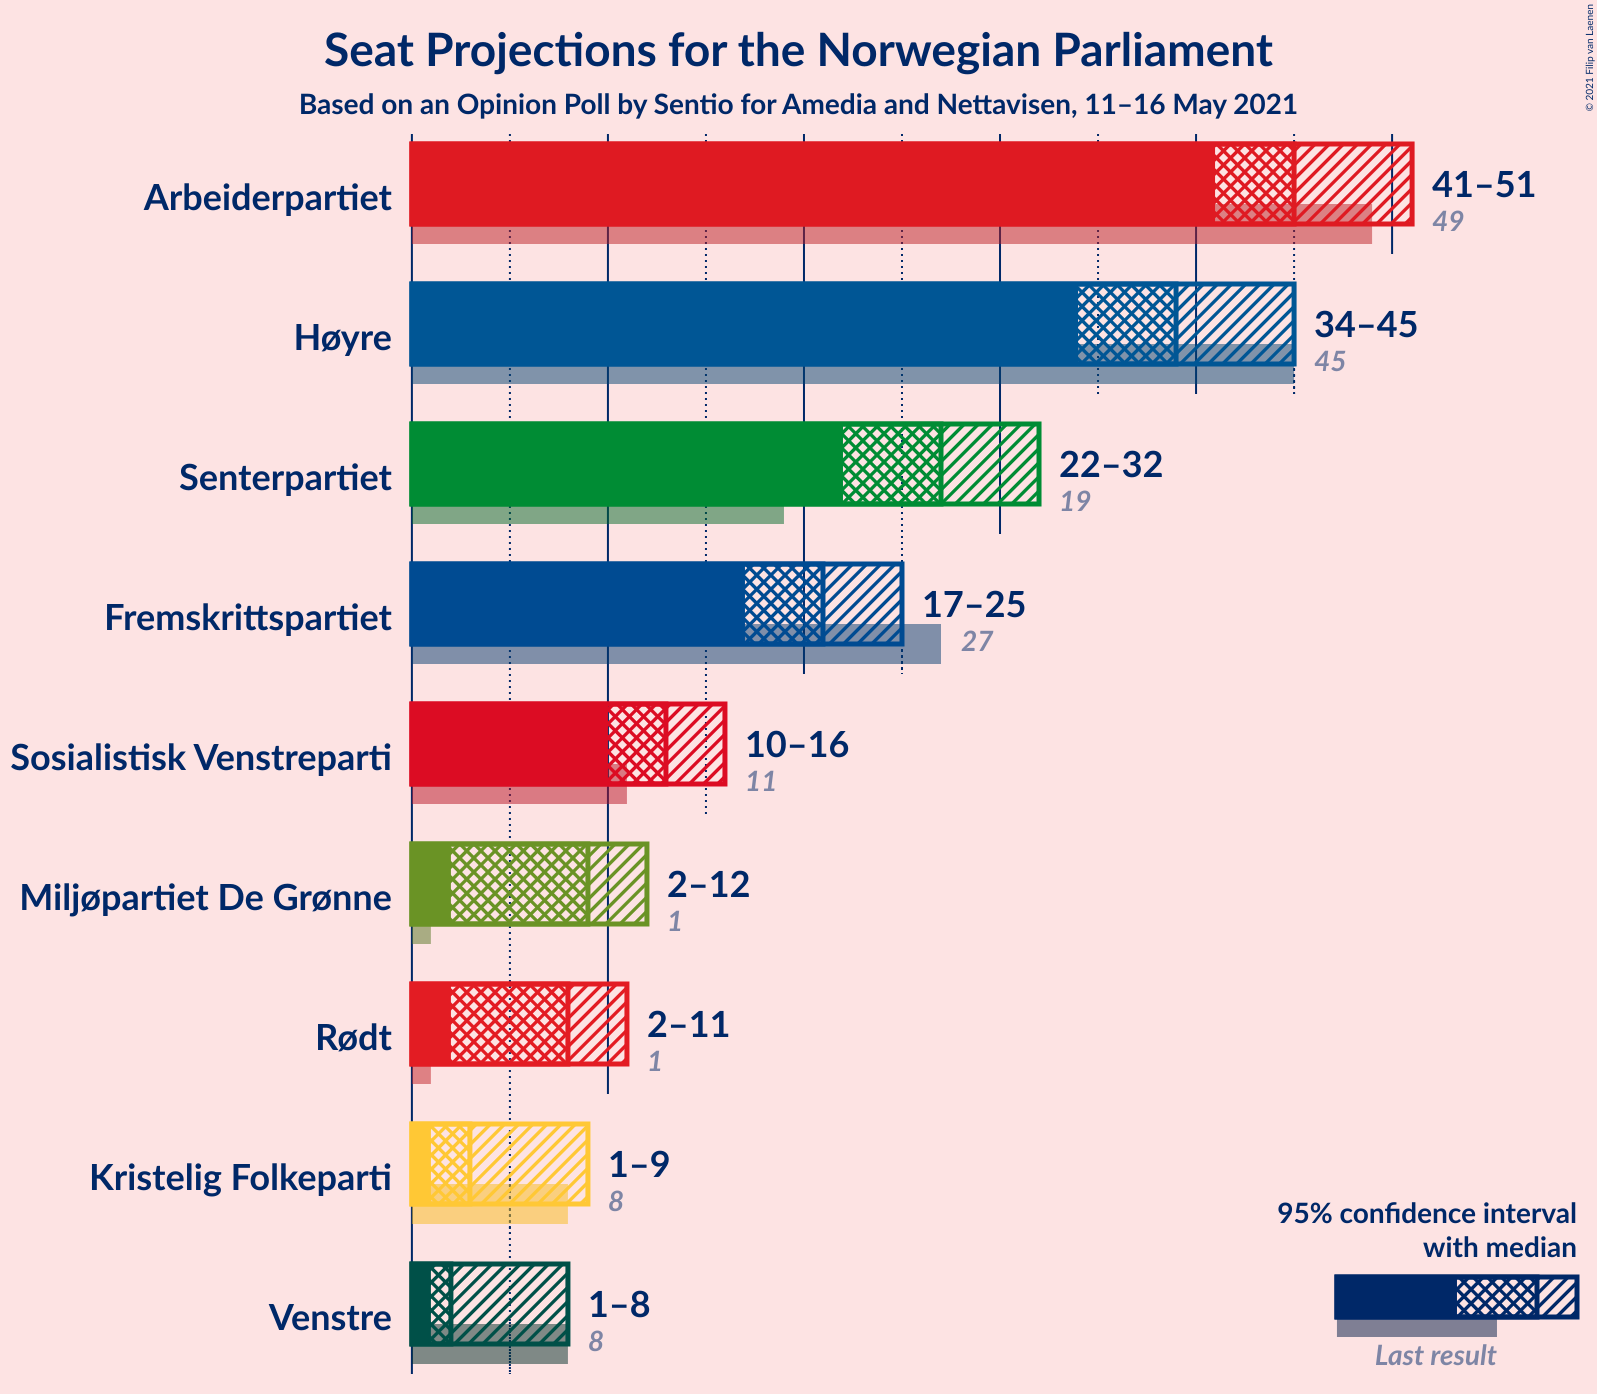 Seat Projections for the Norwegian Parliament
Based on an Opinion Poll by Sentio for Amedia and Nettavisen, 11–16 May 2021
© 2021 Filip van Laenen
Arbeiderpartiet
41–51
49
Høyre
34–45
45
Senterpartiet
22–32
19
Fremskrittspartiet
17–25
27
Sosialistisk Venstreparti
10–16
11
Miljøpartiet De Grønne
2–12
1
Rødt
2–11
1
Kristelig Folkeparti
1–9
8
Venstre
1–8
8
95% confidence interval
with median
Last result